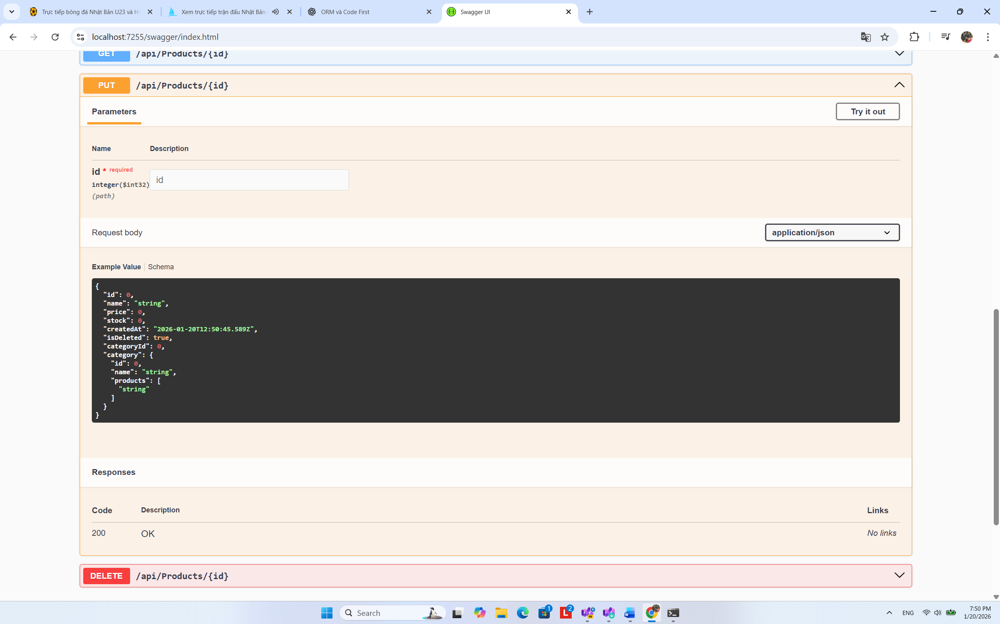 Trực tiếp bóng đá Nhật Bản U23 và Hà
Xem trực tiếp trận đấu Nhật Bản
ORM và Code First
Swagger UI
localhost:7255/swagger/index.html
GET /api/Products/{id}
PUT /api/Products/{id}
Parameters
Try it out
Name Description
id * required
integer($int32)
(path)
id
Request body
application/json
Example Value Schema
{
"id": 0,
"name": "string",
"price": 0,
"stock": 0,
"createdAt": "2026-01-20T12:50:45.589Z",
"isDeleted": true,
"categoryId": 0,
"category": {
"id": 0,
"name": "string",
"products": [
"string"
]
}
}
Responses
Code Description Links
200 OK No links
DELETE /api/Products/{id}
Search
1
L
2
IN
W
ENG
7:50 PM
1/20/2026